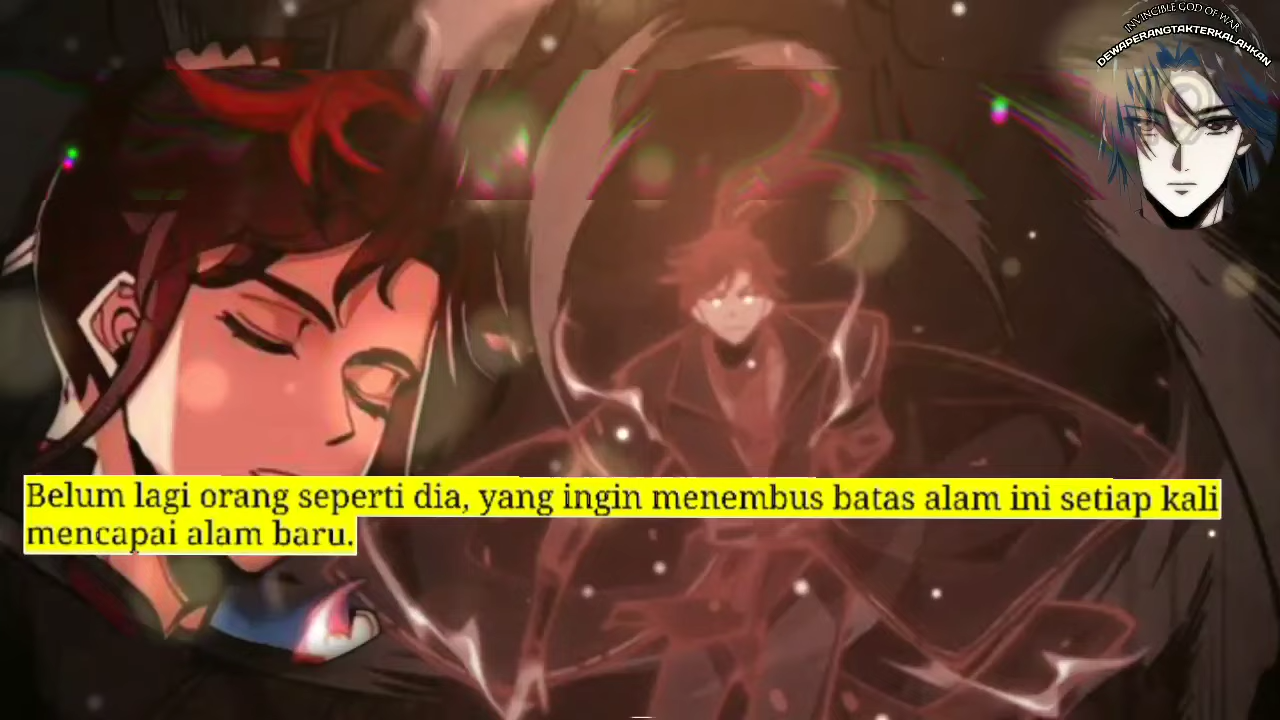 INVINCIBLE GOD OF WAR
DEWAPERANGTAKTERKALAHKAN
Belum lagi orang seperti dia, yang ingin menembus batas alam ini setiap kali
mencapai alam baru.